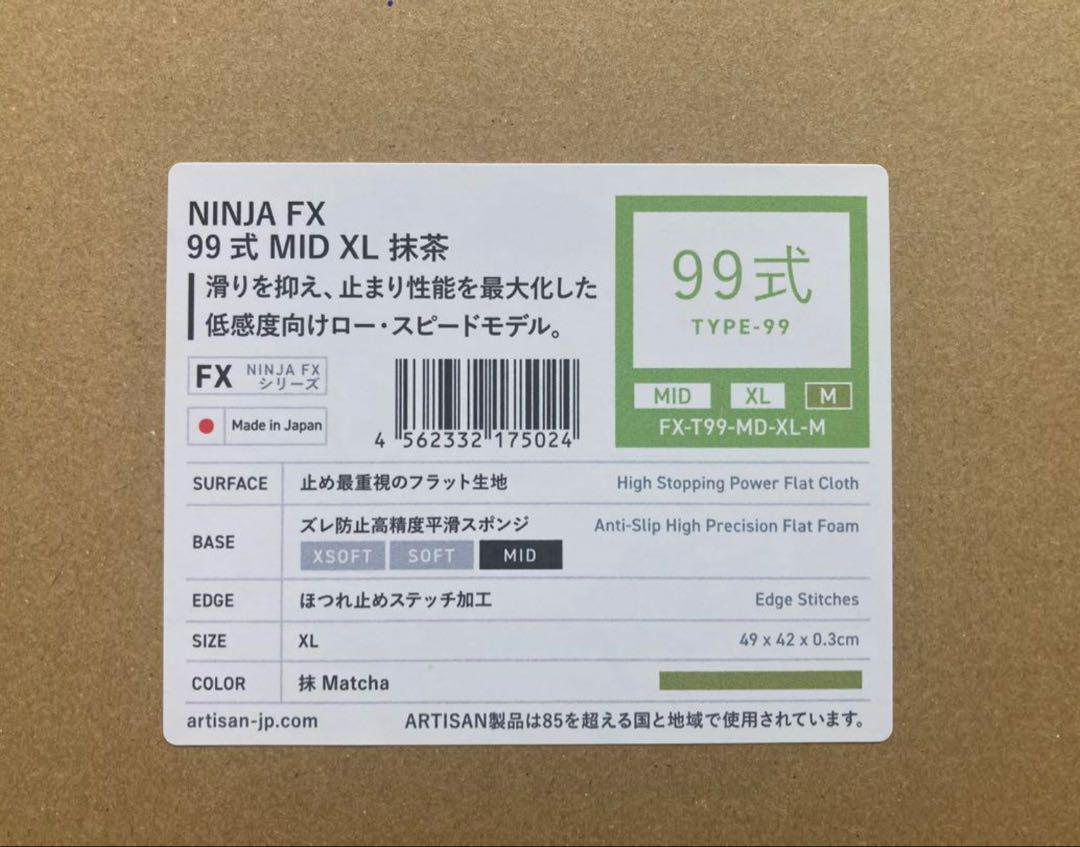 NINJA FX
99 式 MID XL 抹茶
滑りを抑え、止まり性能を最大化した
低感度向けロー・スピードモデル。
FX NINJA FX
シリーズ
Made in Japan
4 562332 175024
99式
TYPE-99
MID XL M
FX-T99-MD-XL-M
SURFACE 止め最重視のフラット生地 High Stopping Power Flat Cloth
BASE ズレ防止高精度平滑スポンジ Anti-Slip High Precision Flat Foam
XSOFT SOFT MID
EDGE ほつれ止めステッチ加工 Edge Stitches
SIZE XL 49 x 42 x 0.3cm
COLOR 抹 Matcha
artisan-jp.com ARTISAN製品は85を超える国と地域で使用されています。